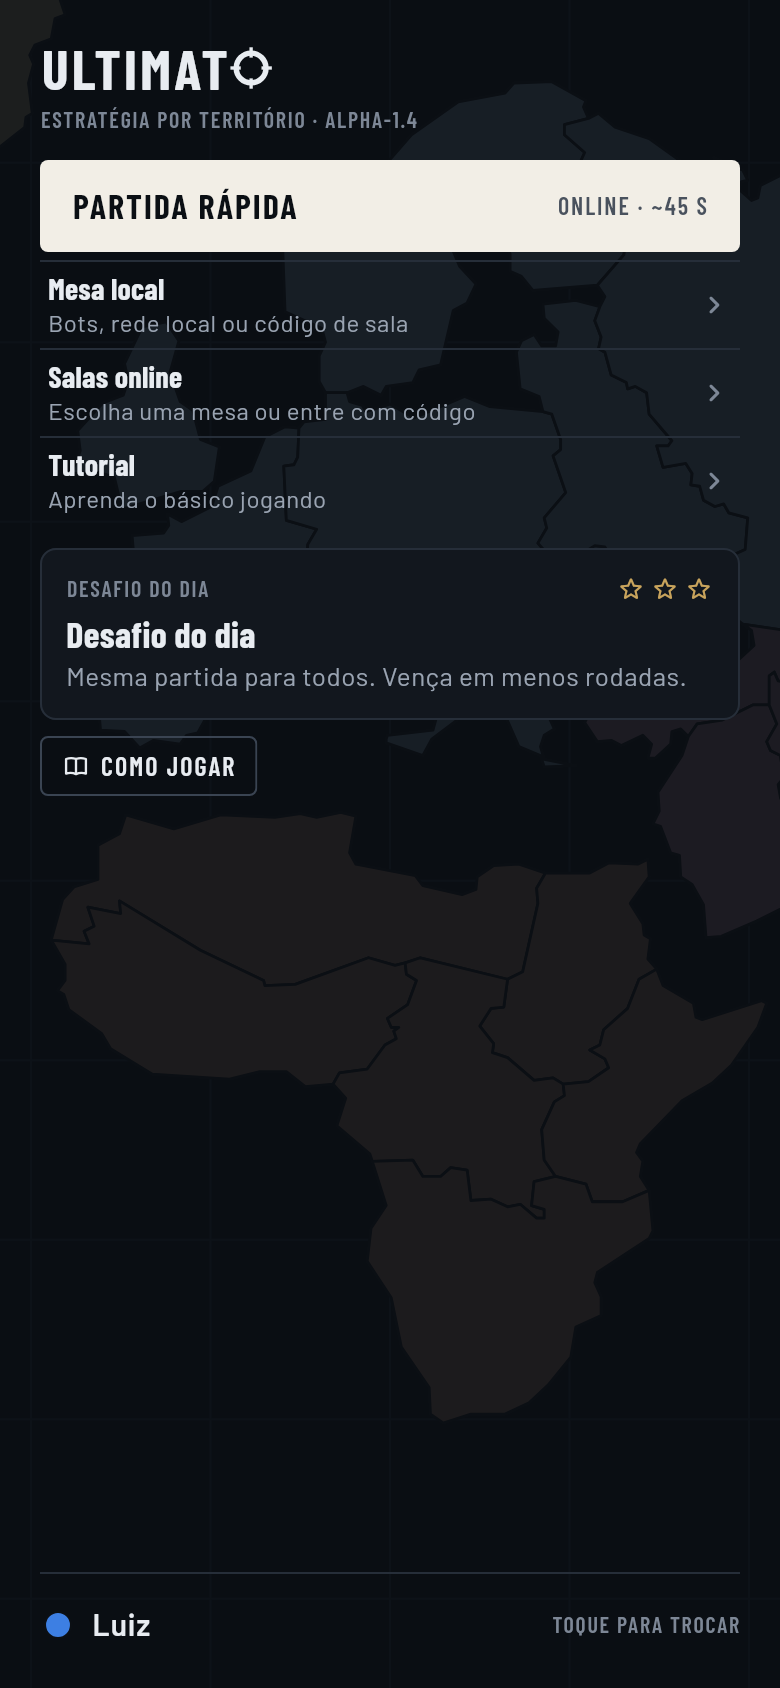 ULTIMATO
ESTRATÉGIA POR TERRITÓRIO · ALPHA-1.4
PARTIDA RÁPIDA
ONLINE · ~45 S
Mesa local
Bots, rede local ou código de sala
Salas online
Escolha uma mesa ou entre com código
Tutorial
Aprenda o básico jogando
DESAFIO DO DIA
Desafio do dia
Mesma partida para todos. Vença em menos rodadas.
COMO JOGAR
Luiz
TOQUE PARA TROCAR